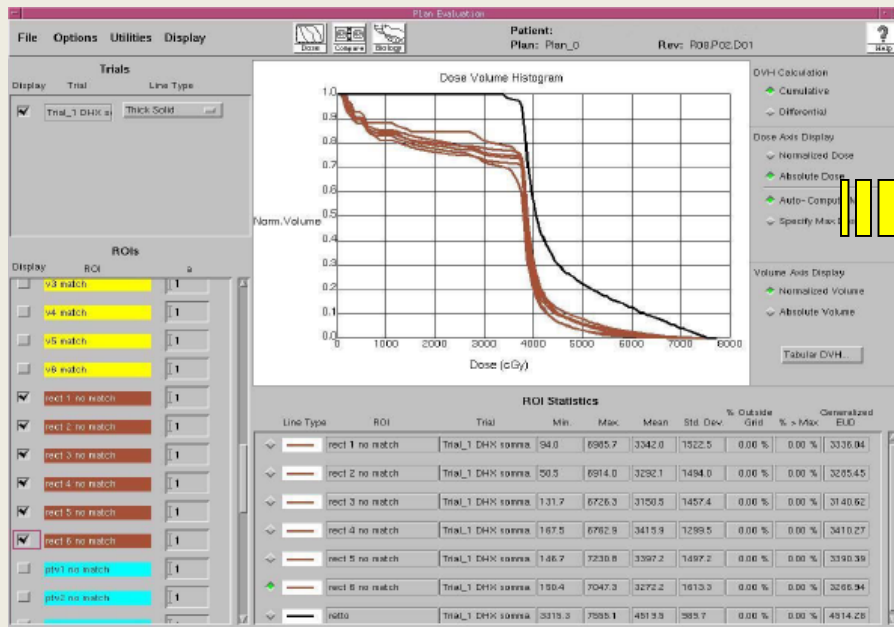 Plan Evaluation
File Options Utilities Display
Dose Compare Biology
Patient:
Plan: Plan_0 Rev: R08.P02.D01
Help
Trials
Display Trial Line Type
Trial_1 DHX s Thick Solid
ROIs
Display ROI a
v3 match 1
v4 match 1
v5 match 1
v6 match 1
rect 1 no match 1
rect 2 no match 1
rect 3 no match 1
rect 4 no match 1
rect 5 no match 1
rect 6 no match 1
ptv1 no match 1
ptv2 no match 1
Dose Volume Histogram
Norm.Volume
1.0
0.9
0.8
0.7
0.6
0.5
0.4
0.3
0.2
0.1
0.0
0 1000 2000 3000 4000 5000 6000 7000 8000
Dose (cGy)
DVH Calculation
Cumulative
Differential
Dose Axis Display
Normalized Dose
Absolute Dose
Auto-Compute
Specify Max
Volume Axis Display
Normalized Volume
Absolute Volume
Tabular DVH...
ROI Statistics
Line Type ROI Trial Min. Max. Mean Std. Dev. % Outside Grid % > Max Generalized EUD
rect 1 no match Trial_1 DHX somma 94.0 6985.7 3342.0 1522.5 0.00 % 0.00 % 3336.04
rect 2 no match Trial_1 DHX somma 50.5 6914.0 3292.1 1494.0 0.00 % 0.00 % 3285.45
rect 3 no match Trial_1 DHX somma 131.7 6726.3 3150.5 1457.4 0.00 % 0.00 % 3140.62
rect 4 no match Trial_1 DHX somma 167.5 6762.9 3415.9 1299.5 0.00 % 0.00 % 3410.27
rect 5 no match Trial_1 DHX somma 146.7 7230.8 3397.2 1497.2 0.00 % 0.00 % 3390.39
rect 6 no match Trial_1 DHX somma 150.4 7047.3 3272.2 1613.3 0.00 % 0.00 % 3266.94
retto Trial_1 DHX somma 3315.3 7555.1 4519.5 989.7 0.00 % 0.00 % 4514.28